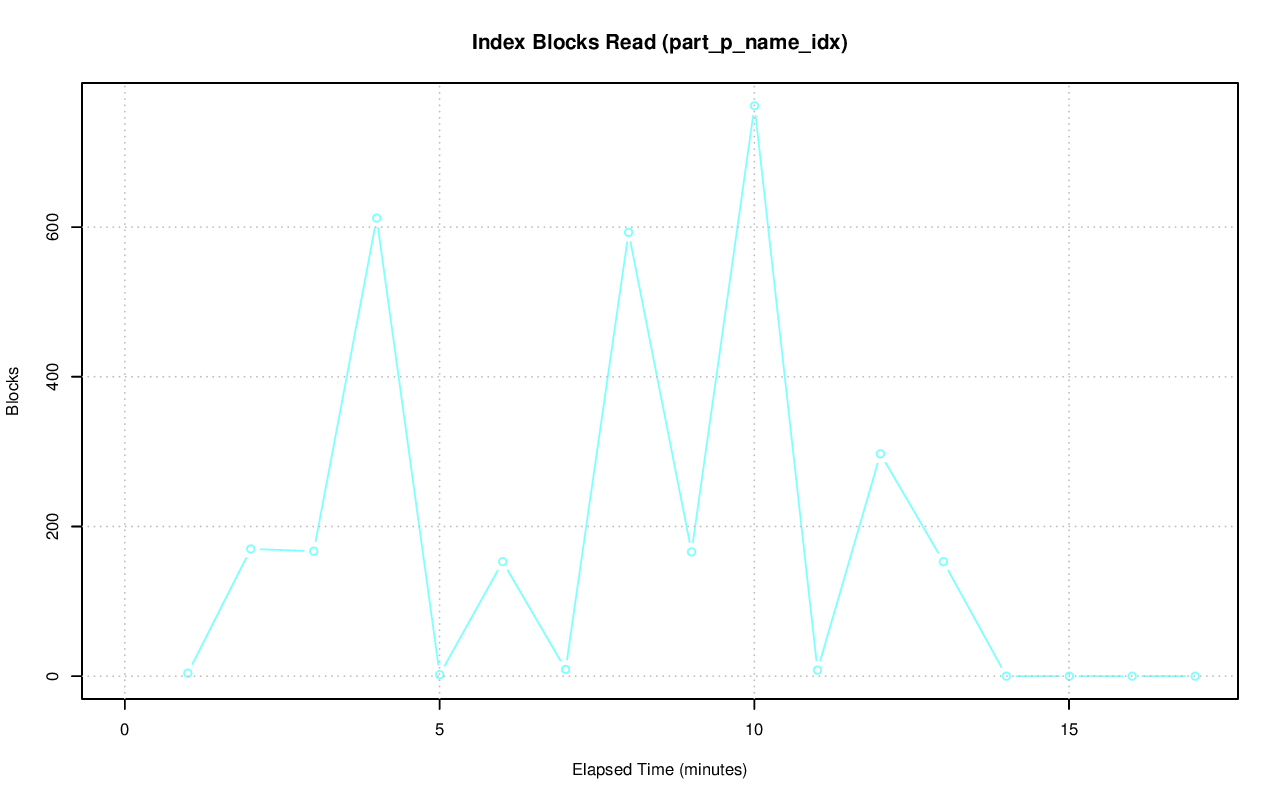 Index Blocks Read (part_p_name_idx)
Blocks
600
400
200
0
0 5 10 15
Elapsed Time (minutes)